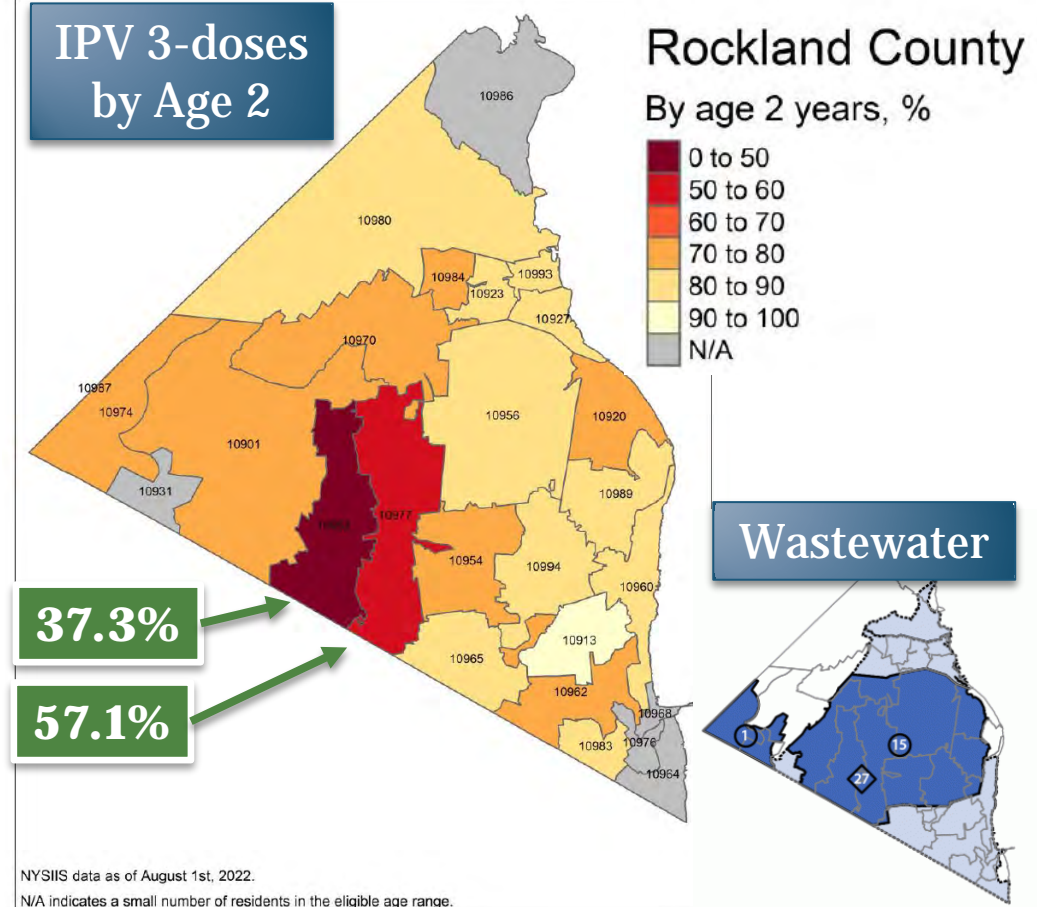 IPV 3-doses
by Age 2
Rockland County
By age 2 years, %
0 to 50
50 to 60
60 to 70
70 to 80
80 to 90
90 to 100
N/A
10986
10980
10984
10993
10923
10927
10970
10987
10974
10901
10956
10920
10931
10989
10977
10954
10994
10960
10913
10965
10962
10968
10983
10976
10964
37.3%
57.1%
Wastewater
1
15
27
NYSIIS data as of August 1st, 2022.
N/A indicates a small number of residents in the eligible age range.